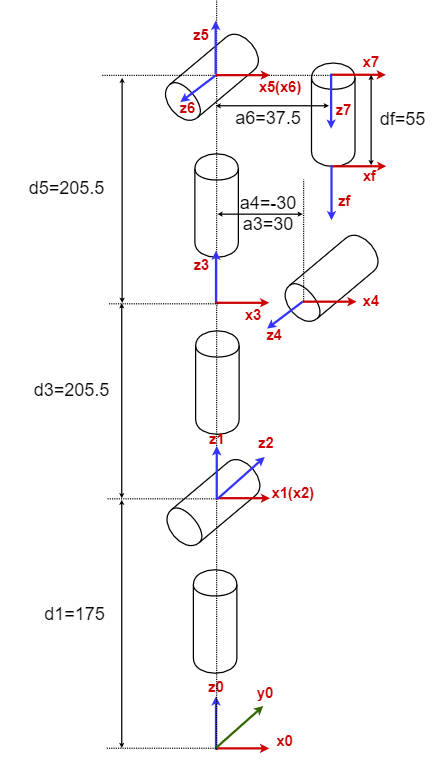 z5
x5(x6)
x7
z6
z7
a6=37.5
df=55
xf
d5=205.5
a4=-30
zf
a3=30
z3
x3
x4
z4
d3=205.5
z1
z2
x1(x2)
d1=175
z0
y0
x0